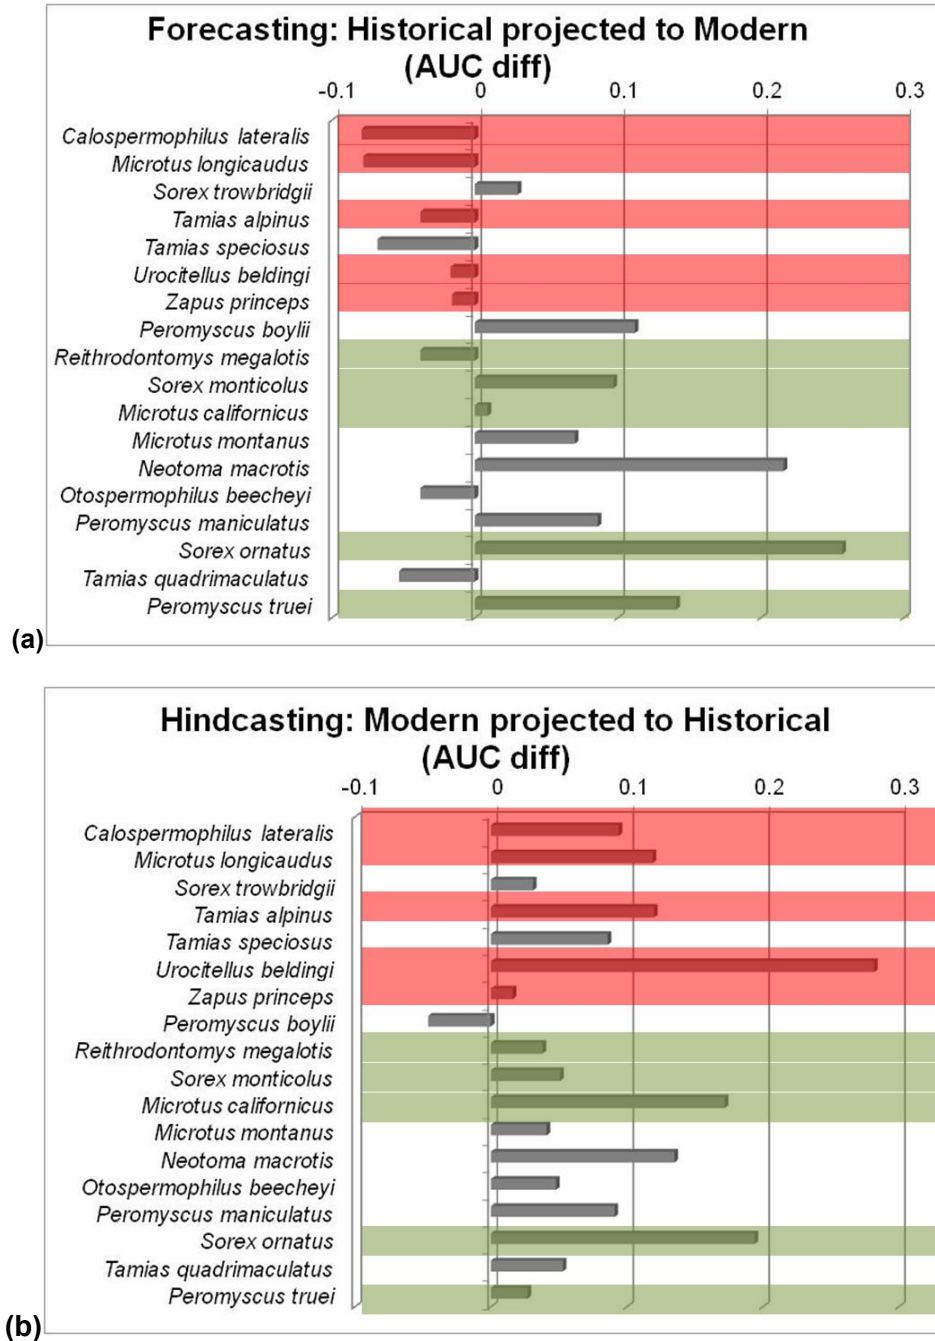 Forecasting: Historical projected to Modern
(AUC diff)
-0.1 0 0.1 0.2 0.3
Calospermophilus lateralis
Microtus longicaudus
Sorex trowbridgii
Tamias alpinus
Tamias speciosus
Urocitellus beldingi
Zapus princeps
Peromyscus boylii
Reithrodontomys megalotis
Sorex monticolus
Microtus californicus
Microtus montanus
Neotoma macrotis
Otospermophilus beecheyi
Peromyscus maniculatus
Sorex ornatus
Tamias quadrimaculatus
Peromyscus truei
(a)
Hindcasting: Modern projected to Historical
(AUC diff)
-0.1 0 0.1 0.2 0.3
Calospermophilus lateralis
Microtus longicaudus
Sorex trowbridgii
Tamias alpinus
Tamias speciosus
Urocitellus beldingi
Zapus princeps
Peromyscus boylii
Reithrodontomys megalotis
Sorex monticolus
Microtus californicus
Microtus montanus
Neotoma macrotis
Otospermophilus beecheyi
Peromyscus maniculatus
Sorex ornatus
Tamias quadrimaculatus
Peromyscus truei
(b)